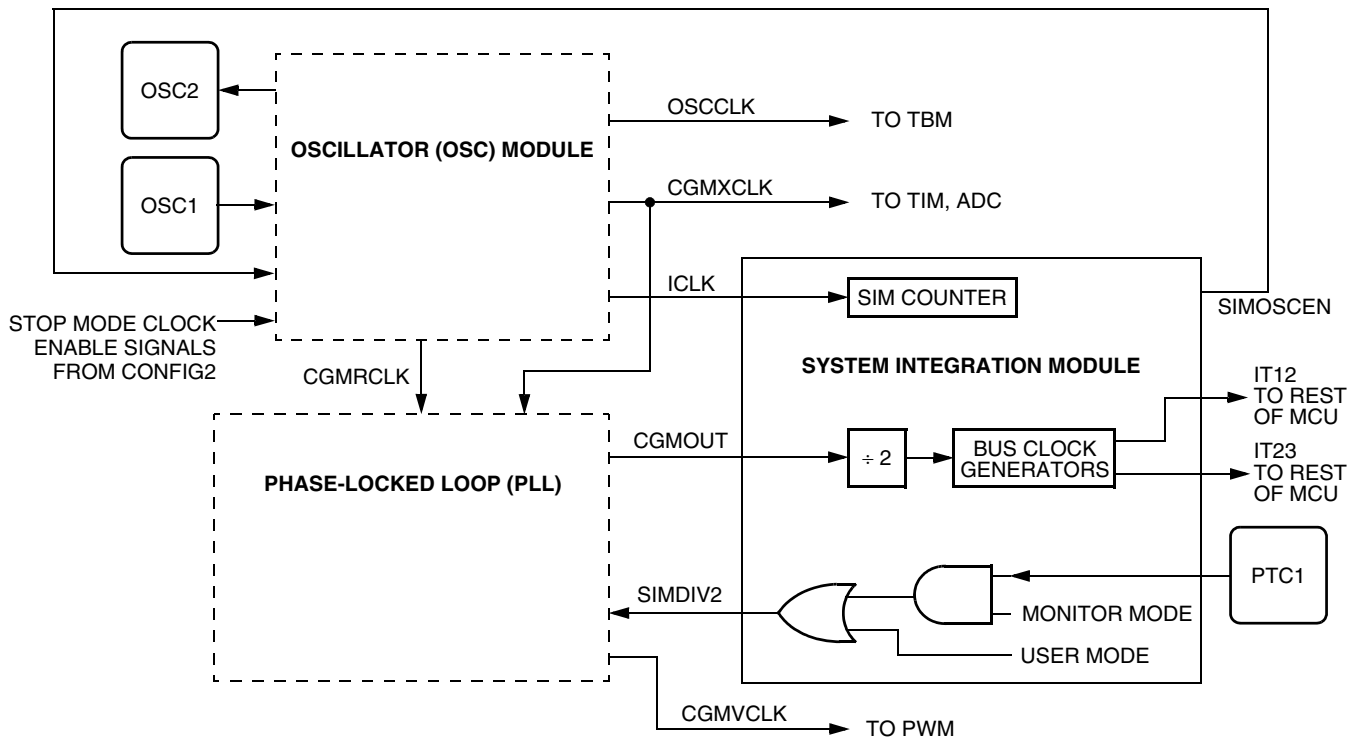 OSC2
OSCCLK
TO TBM
OSCILLATOR (OSC) MODULE
OSC1
CGMXCLK
TO TIM, ADC
ICLK
SIM COUNTER
SIMOSCEN
STOP MODE CLOCK
ENABLE SIGNALS
FROM CONFIG2
SYSTEM INTEGRATION MODULE
CGMRCLK
IT12
TO REST
OF MCU
CGMOUT
÷ 2
BUS CLOCK
GENERATORS
IT23
TO REST
OF MCU
PHASE-LOCKED LOOP (PLL)
PTC1
SIMDIV2
MONITOR MODE
USER MODE
CGMVCLK
TO PWM